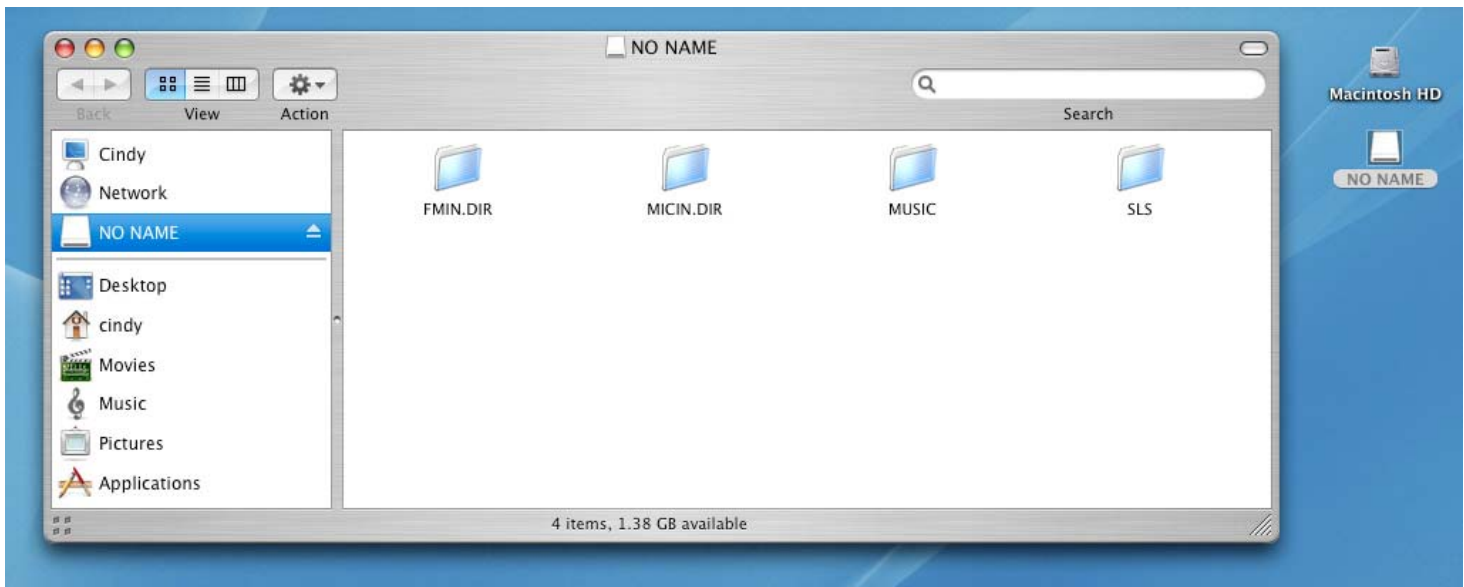 NO NAME
Back View Action Search
Cindy
Network
NO NAME
Desktop
cindy
Movies
Music
Pictures
Applications
FMIN.DIR MICIN.DIR MUSIC SLS
4 items, 1.38 GB available
Macintosh HD
NO NAME